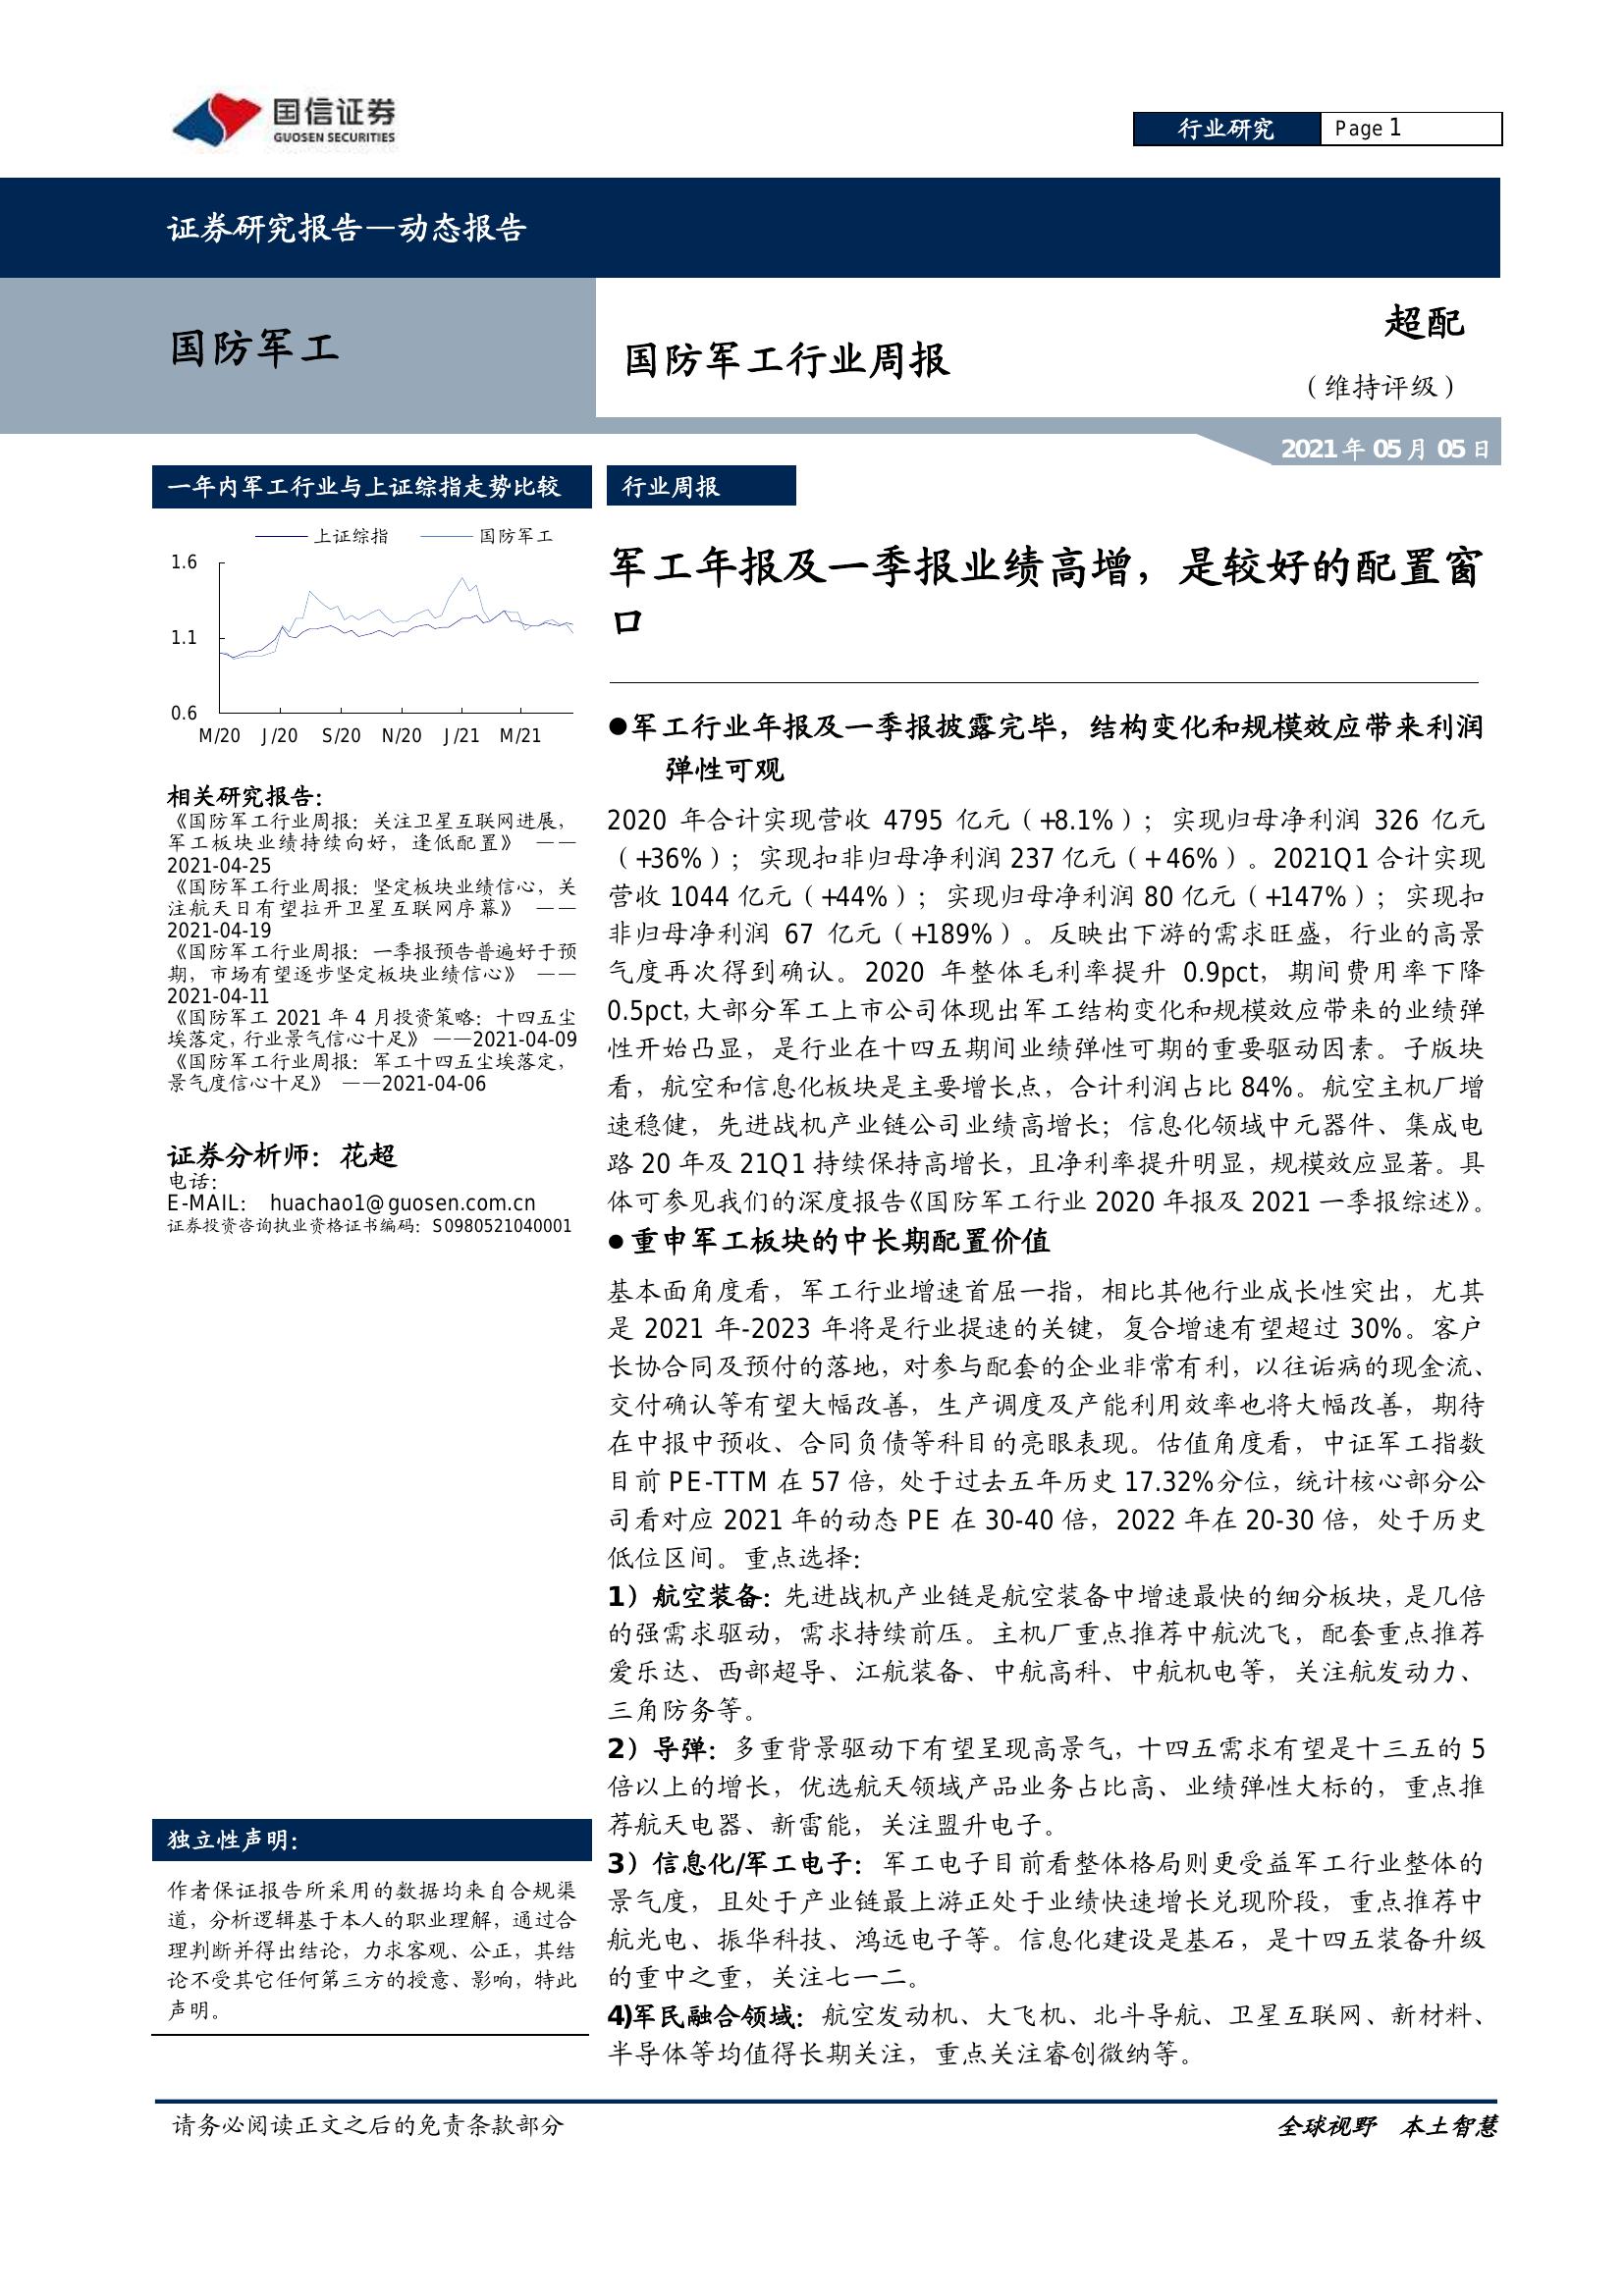 国信证券
GUOSEN SECURITIES
行业研究 Page 1
证券研究报告—动态报告
国防军工
国防军工行业周报
超配
（维持评级）
2021 年 05 月 05 日
一年内军工行业与上证综指走势比较
上证综指 国防军工
1.6
1.1
0.6
M/20 J/20 S/20 N/20 J/21 M/21
相关研究报告：
《国防军工行业周报：关注卫星互联网进展，
军工板块业绩持续向好，逢低配置》 ——
2021-04-25
《国防军工行业周报：坚定板块业绩信心，关
注航天日有望拉开卫星互联网序幕》 ——
2021-04-19
《国防军工行业周报：一季报预告普遍好于预
期，市场有望逐步坚定板块业绩信心》 ——
2021-04-11
《国防军工 2021 年 4 月投资策略：十四五尘
埃落定，行业景气信心十足》 ——2021-04-09
《国防军工行业周报：军工十四五尘埃落定，
景气度信心十足》 ——2021-04-06
证券分析师：花超
电话：
E-MAIL： huachao1@guosen.com.cn
证券投资咨询执业资格证书编码：S0980521040001
独立性声明：
作者保证报告所采用的数据均来自合规渠
道，分析逻辑基于本人的职业理解，通过合
理判断并得出结论，力求客观、公正，其结
论不受其它任何第三方的授意、影响，特此
声明。
行业周报
军工年报及一季报业绩高增，是较好的配置窗
口
●军工行业年报及一季报披露完毕，结构变化和规模效应带来利润
弹性可观
2020 年合计实现营收 4795 亿元（+8.1%）；实现归母净利润 326 亿元
（+36%）；实现扣非归母净利润 237 亿元（+ 46%）。2021Q1 合计实现
营收 1044 亿元（+44%）；实现归母净利润 80 亿元（+147%）；实现扣
非归母净利润 67 亿元（+189%）。反映出下游的需求旺盛，行业的高景
气度再次得到确认。2020 年整体毛利率提升 0.9pct，期间费用率下降
0.5pct，大部分军工上市公司体现出军工结构变化和规模效应带来的业绩弹
性开始凸显，是行业在十四五期间业绩弹性可期的重要驱动因素。子版块
看，航空和信息化板块是主要增长点，合计利润占比 84%。航空主机厂增
速稳健，先进战机产业链公司业绩高增长；信息化领域中元器件、集成电
路 20 年及 21Q1 持续保持高增长，且净利率提升明显，规模效应显著。具
体可参见我们的深度报告《国防军工行业 2020 年报及 2021 一季报综述》。
●重申军工板块的中长期配置价值
基本面角度看，军工行业增速首屈一指，相比其他行业成长性突出，尤其
是 2021 年-2023 年将是行业提速的关键，复合增速有望超过 30%。客户
长协合同及预付的落地，对参与配套的企业非常有利，以往诟病的现金流、
交付确认等有望大幅改善，生产调度及产能利用效率也将大幅改善，期待
在中报中预收、合同负债等科目的亮眼表现。估值角度看，中证军工指数
目前 PE-TTM 在 57 倍，处于过去五年历史 17.32%分位，统计核心部分公
司看对应 2021 年的动态 PE 在 30-40 倍，2022 年在 20-30 倍，处于历史
低位区间。重点选择：
1）航空装备：先进战机产业链是航空装备中增速最快的细分板块，是几倍
的强需求驱动，需求持续前压。主机厂重点推荐中航沈飞，配套重点推荐
爱乐达、西部超导、江航装备、中航高科、中航机电等，关注航发动力、
三角防务等。
2）导弹：多重背景驱动下有望呈现高景气，十四五需求有望是十三五的 5
倍以上的增长，优选航天领域产品业务占比高、业绩弹性大标的，重点推
荐航天电器、新雷能，关注盟升电子。
3）信息化/军工电子：军工电子目前看整体格局则更受益军工行业整体的
景气度，且处于产业链最上游正处于业绩快速增长兑现阶段，重点推荐中
航光电、振华科技、鸿远电子等。信息化建设是基石，是十四五装备升级
的重中之重，关注七一二。
4)军民融合领域：航空发动机、大飞机、北斗导航、卫星互联网、新材料、
半导体等均值得长期关注，重点关注睿创微纳等。
请务必阅读正文之后的免责条款部分 全球视野 本土智慧